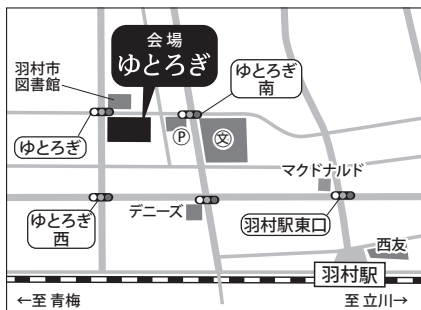 会場
ゆとろぎ
羽村市
図書館
ゆとろぎ
南
ゆとろぎ
P
文
マクドナルド
ゆとろぎ
西
デニーズ
羽村駅東口
西友
羽村駅
←至 青梅
至 立川→